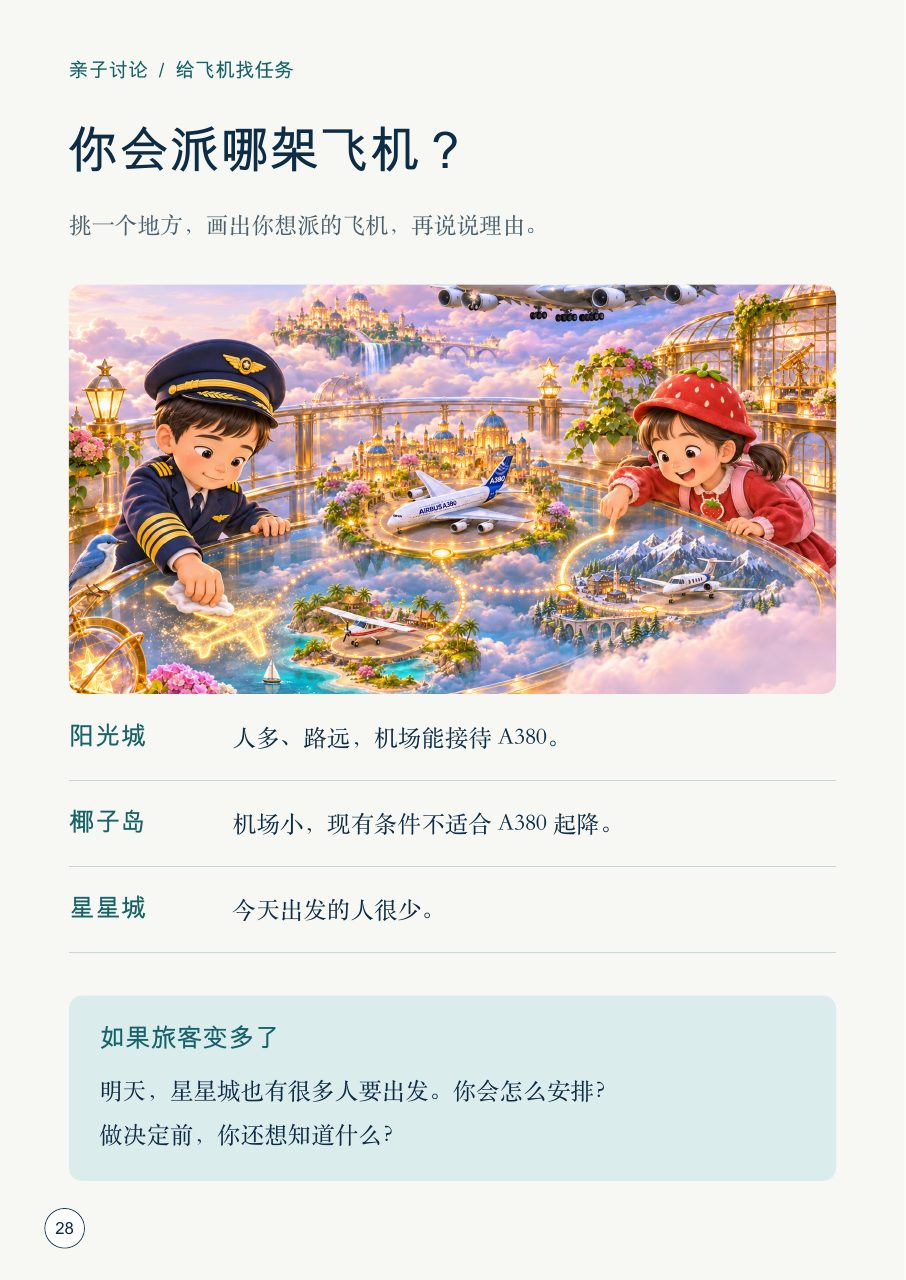 亲子讨论 / 给飞机找任务
你会派哪架飞机？
挑一个地方，画出你想派的飞机，再说说理由。
A380
AIRBUS A380
阳光城 人多、路远，机场能接待 A380。
椰子岛 机场小，现有条件不适合 A380 起降。
星星城 今天出发的人很少。
如果旅客变多了
明天，星星城也有很多人要出发。你会怎么安排？
做决定前，你还想知道什么？
28